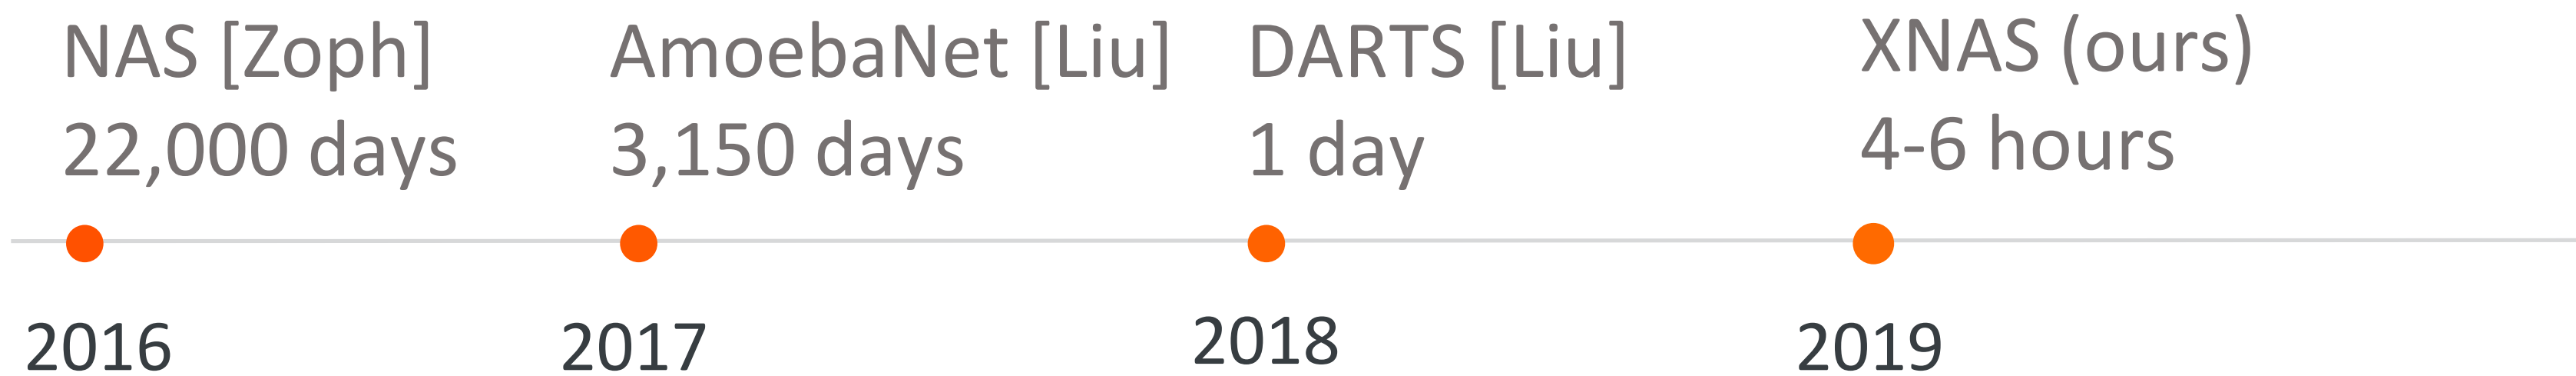 NAS [Zoph]
22,000 days
AmoebaNet [Liu]
3,150 days
DARTS [Liu]
1 day
XNAS (ours)
4-6 hours
2016
2017
2018
2019